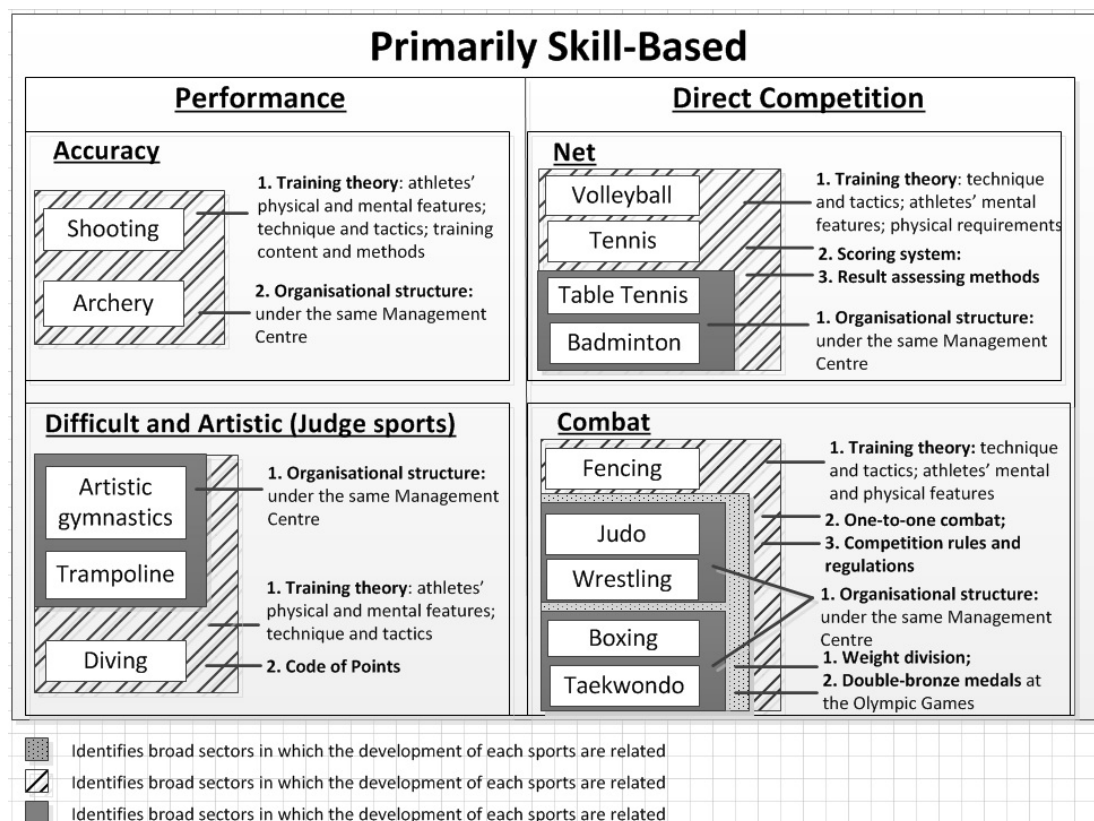 Primarily Skill-Based
Performance
Accuracy
Shooting
Archery
1. Training theory: athletes’
physical and mental features;
technique and tactics; training
content and methods
2. Organisational structure:
under the same Management
Centre
Difficult and Artistic (Judge sports)
Artistic
gymnastics
Trampoline
Diving
1. Organisational structure:
under the same Management
Centre
1. Training theory: athletes’
physical and mental features;
technique and tactics
2. Code of Points
Direct Competition
Net
Volleyball
Tennis
Table Tennis
Badminton
1. Training theory: technique
and tactics; athletes’ mental
features; physical requirements
2. Scoring system:
3. Result assessing methods
1. Organisational structure:
under the same Management
Centre
Combat
Fencing
Judo
Wrestling
Boxing
Taekwondo
1. Training theory: technique
and tactics; athletes’ mental
and physical features
2. One-to-one combat;
3. Competition rules and
regulations
1. Organisational structure:
under the same Management
Centre
1. Weight division;
2. Double-bronze medals at
the Olympic Games
Identifies broad sectors in which the development of each sports are related
Identifies broad sectors in which the development of each sports are related
Identifies broad sectors in which the development of each sports are related